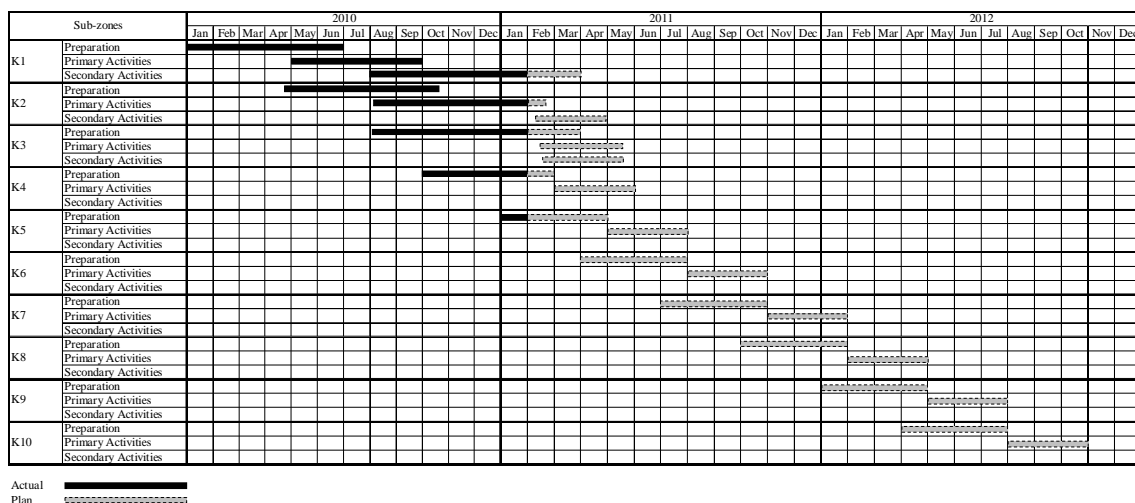 Sub-zones 2010 2011 2012
Jan Feb Mar Apr May Jun Jul Aug Sep Oct Nov Dec Jan Feb Mar Apr May Jun Jul Aug Sep Oct Nov Dec Jan Feb Mar Apr May Jun Jul Aug Sep Oct Nov Dec
K1 Preparation
Primary Activities
Secondary Activities
K2 Preparation
Primary Activities
Secondary Activities
K3 Preparation
Primary Activities
Secondary Activities
K4 Preparation
Primary Activities
Secondary Activities
K5 Preparation
Primary Activities
Secondary Activities
K6 Preparation
Primary Activities
Secondary Activities
K7 Preparation
Primary Activities
Secondary Activities
K8 Preparation
Primary Activities
Secondary Activities
K9 Preparation
Primary Activities
Secondary Activities
K10 Preparation
Primary Activities
Secondary Activities
Actual
Plan